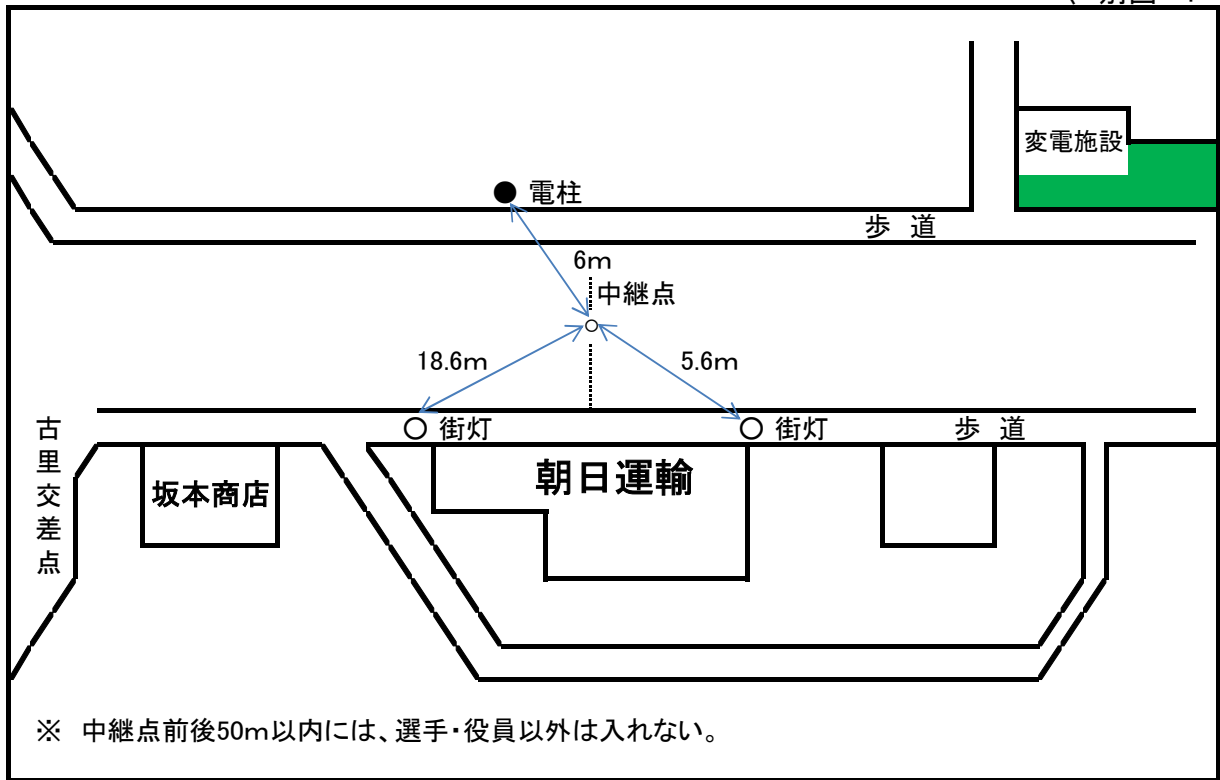 変電施設
電柱
歩 道
6m
中継点
18.6m
5.6m
街灯
街灯
歩 道
古里交差点
坂本商店
朝日運輸
※ 中継点前後50m以内には、選手・役員以外は入れない。